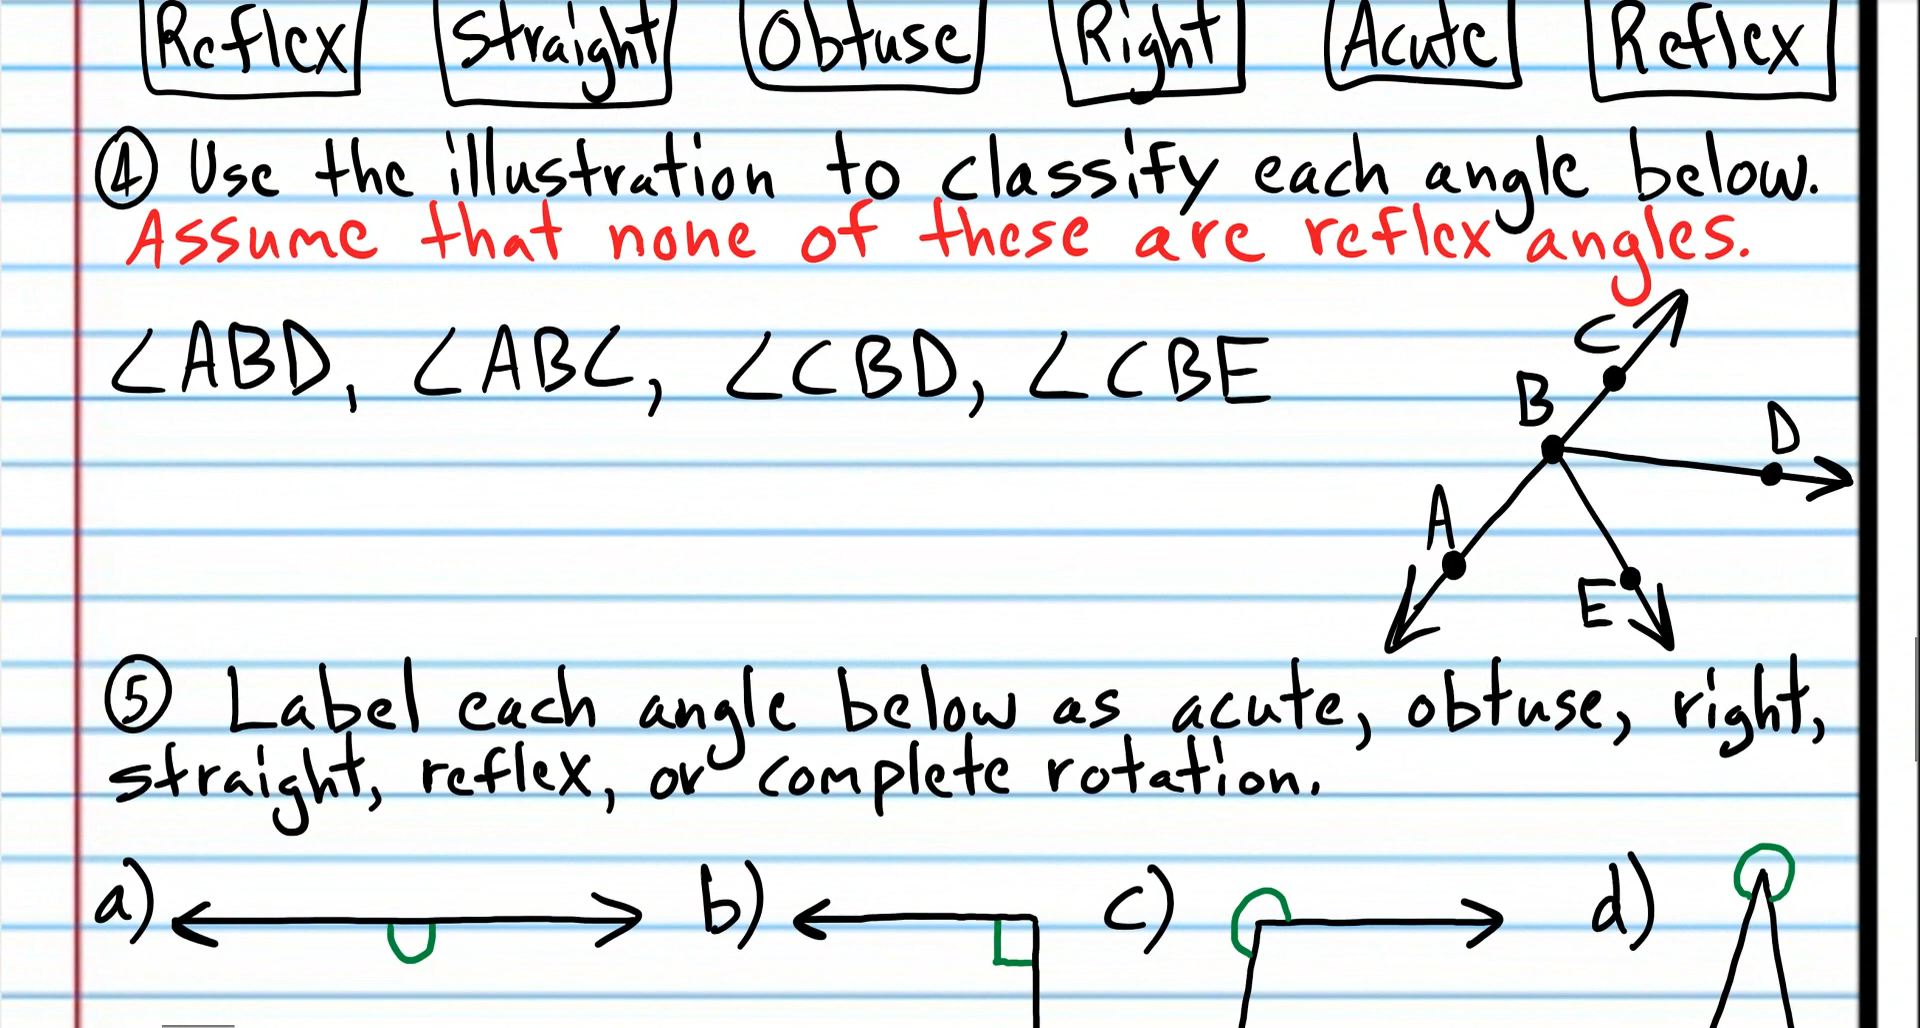 Reflex Straight Obtuse Right Acute Reflex
④ Use the illustration to classify each angle below.
Assume that none of these are reflex angles.
∠ABD, ∠ABC, ∠CBD, ∠CBE
C
B
D
A
E
⑤ Label each angle below as acute, obtuse, right,
straight, reflex, or complete rotation.
a) b) c) d)